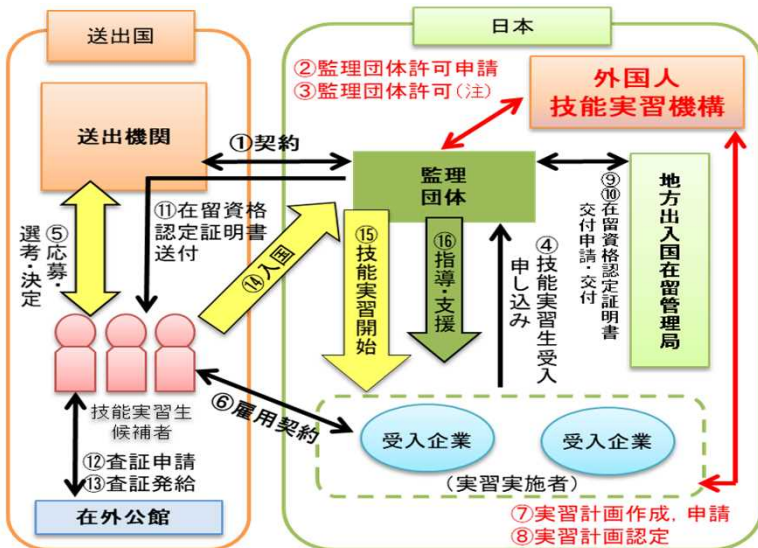 送出国
日本
送出機関
①契約
②監理団体許可申請
③監理団体許可(注)
外国人
技能実習機構
監理
団体
地方出入国在留管理局
⑨⑩在留資格認定証明書
交付申請・交付
⑤応募・
選考・決定
⑪在留資格
認定証明書
送付
⑭入国
⑮技能実習開始
⑯指導・支援
④技能実習生受入
申し込み
技能実習生
候補者
⑥雇用契約
受入企業
受入企業
(実習実施者)
⑫査証申請
⑬査証発給
在外公館
⑦実習計画作成，申請
⑧実習計画認定